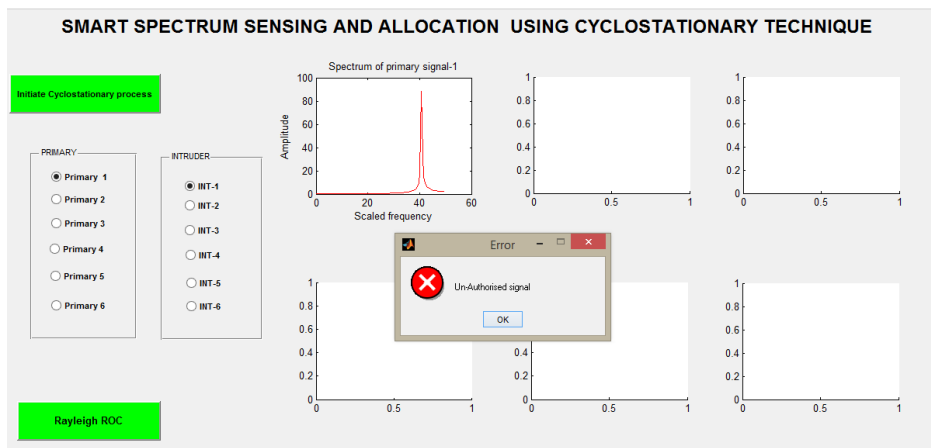 SMART SPECTRUM SENSING AND ALLOCATION USING CYCLOSTATIONARY TECHNIQUE
Initiate Cyclostationary process
PRIMARY
Primary 1
Primary 2
Primary 3
Primary 4
Primary 5
Primary 6
INTRUDER
INT-1
INT-2
INT-3
INT-4
INT-5
INT-6
Rayleigh ROC
Spectrum of primary signal-1
Amplitude
100
80
60
40
20
0
0 20 40 60
Scaled frequency
1
0.8
0.6
0.4
0.2
0
0 0.5 1
1
0.8
0.6
0.4
0.2
0
0 0.5 1
Error
Un-Authorised signal
OK
1
0.8
0.6
0.4
0.2
0
0 0.5 1
0.4
0.2
0
0 0.5 1
1
0.8
0.6
0.4
0.2
0
0 0.5 1